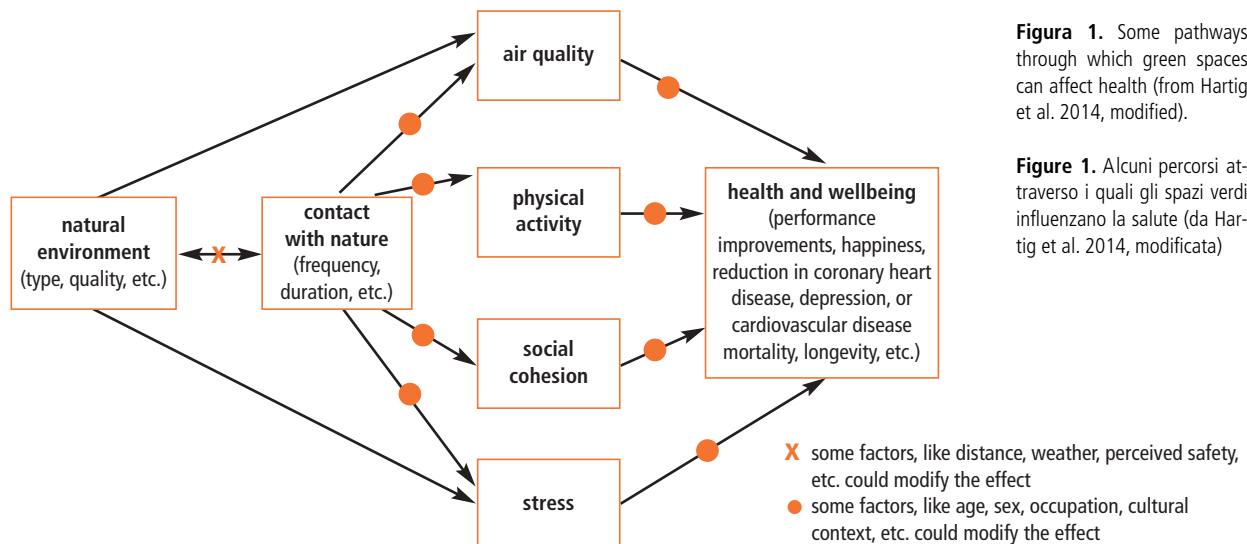 air quality
natural
environment
(type, quality, etc.)
X
contact
with nature
(frequency,
duration, etc.)
physical
activity
social
cohesion
stress
health and wellbeing
(performance
improvements, happiness,
reduction in coronary heart
disease, depression, or
cardiovascular disease
mortality, longevity, etc.)
X some factors, like distance, weather, perceived safety,
etc. could modify the effect
some factors, like age, sex, occupation, cultural
context, etc. could modify the effect
Figura 1. Some pathways
through which green spaces
can affect health (from Hartig
et al. 2014, modified).
Figure 1. Alcuni percorsi at-
traverso i quali gli spazi verdi
influenzano la salute (da Har-
tig et al. 2014, modificata)